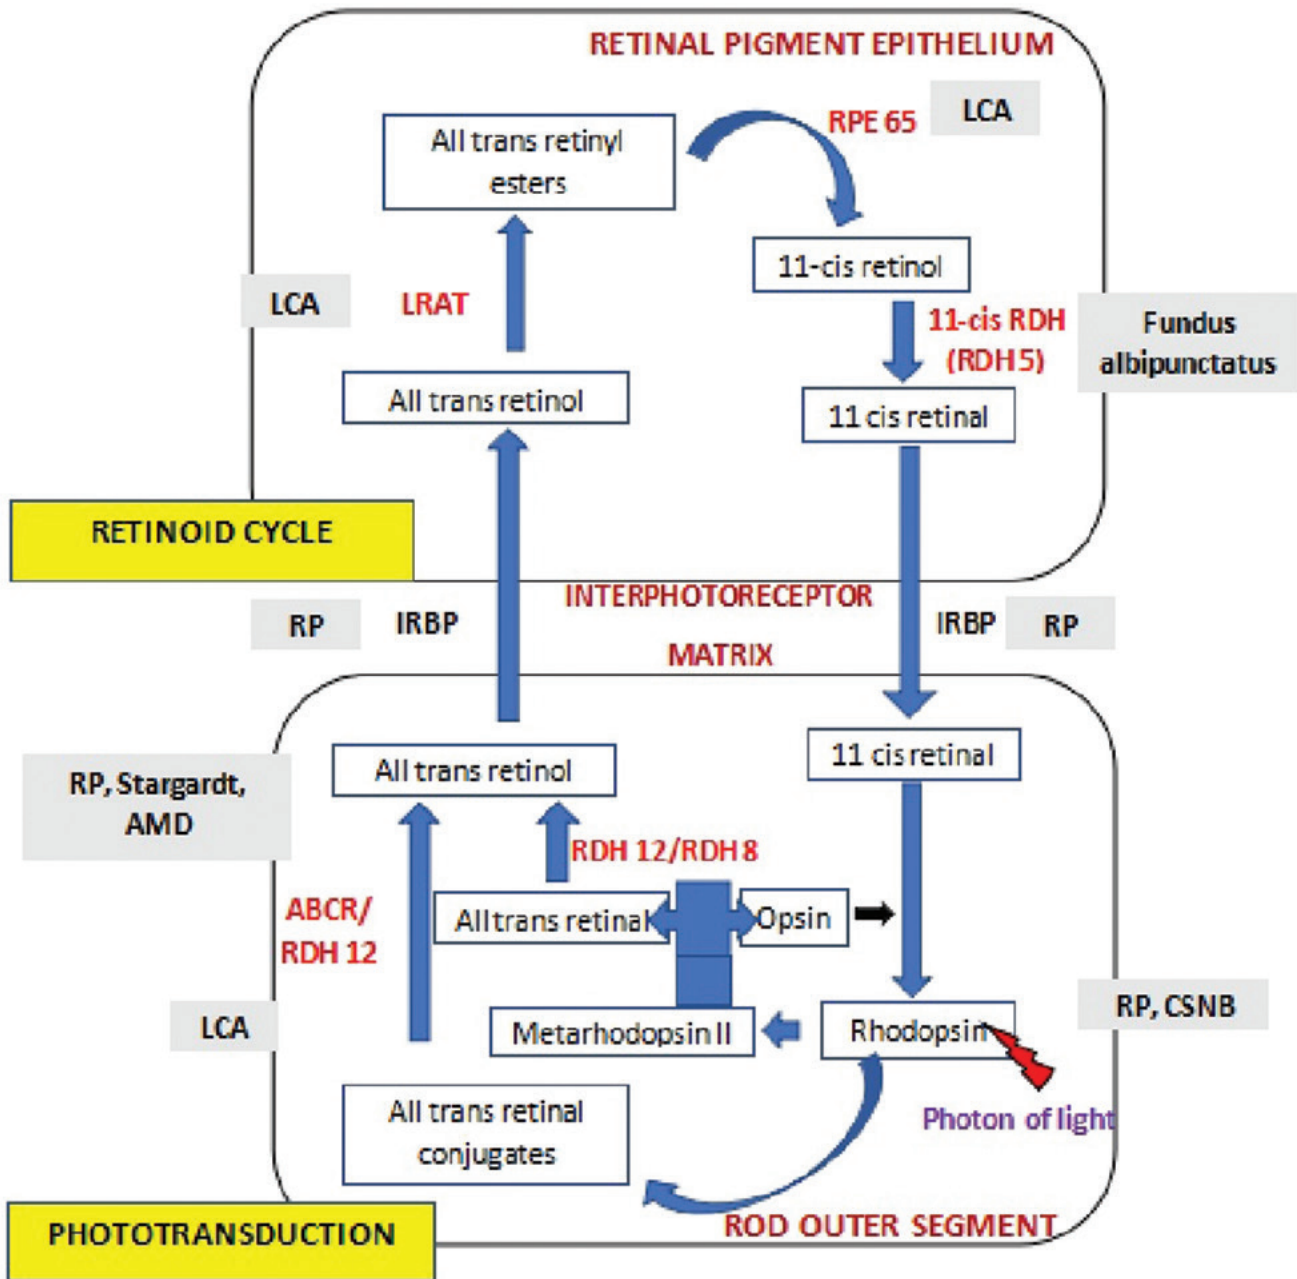 RETINAL PIGMENT EPITHELIUM
LCA
RPE 65
All trans retinyl
esters
11-cis retinol
LCA
LRAT
11-cis RDH
(RDH 5)
Fundus
albipunctatus
All trans retinol
11 cis retinal
RETINOID CYCLE
INTERPHOTORECEPTOR
MATRIX
RP
IRBP
IRBP
RP
All trans retinol
11 cis retinal
RP, Stargardt,
AMD
RDH 12/RDH 8
ABCR/
RDH 12
All trans retinal
Opsin
LCA
Metarhodopsin II
Rhodopsin
RP, CSNB
All trans retinal
conjugates
Photon of light
PHOTOTRANSDUCTION
ROD OUTER SEGMENT